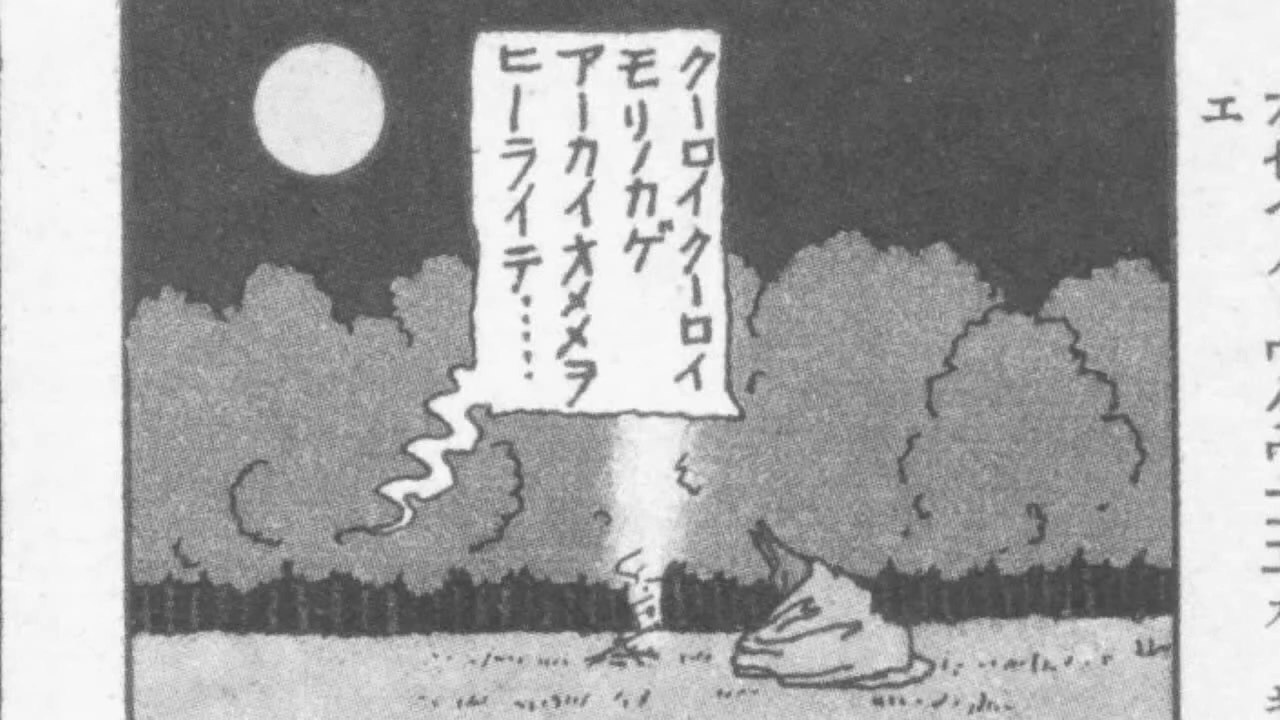 クーロイクーロイ
モリノカゲ
アーカイオメメヲ
ヒーライテ……